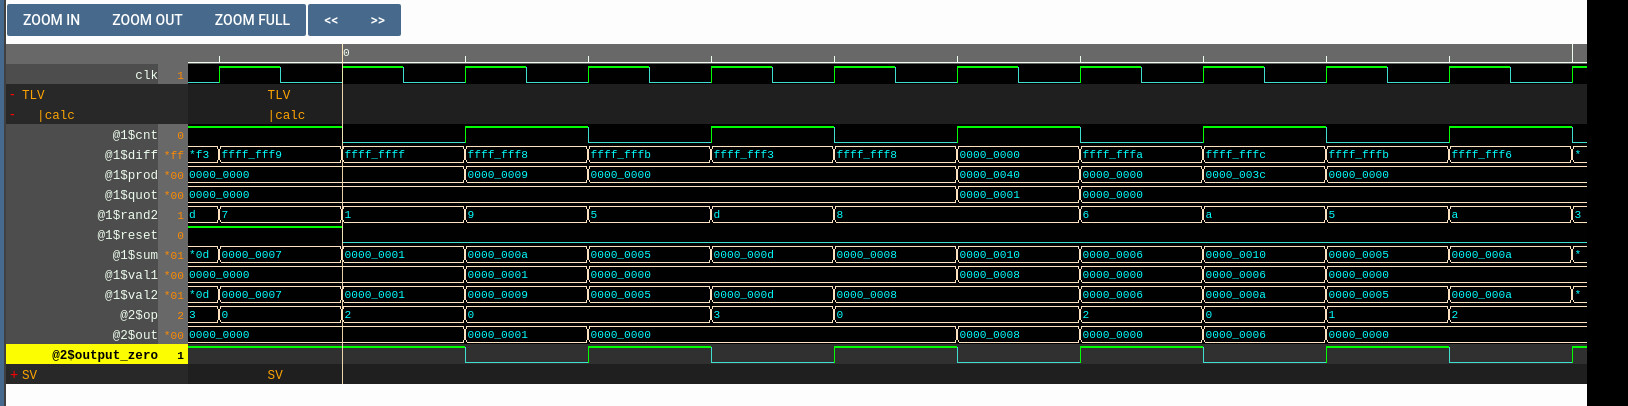 ZOOM IN ZOOM OUT ZOOM FULL << >>
0
clk 1
- TLV TLV
- |calc |calc
@1$cnt 0
@1$diff *ff *f3 ffff_fff9 ffff_ffff ffff_fff8 ffff_fffb ffff_fff3 ffff_fff8 0000_0000 ffff_fffa ffff_fffc ffff_fffb ffff_fff6 *
@1$prod *00 0000_0000 0000_0009 0000_0000 0000_0040 0000_0000 0000_003c 0000_0000
@1$quot *00 0000_0000 0000_0001 0000_0000
@1$rand2 1 d 7 1 9 5 d 8 6 a 5 a 3
@1$reset 0
@1$sum *01 *0d 0000_0007 0000_0001 0000_000a 0000_0005 0000_000d 0000_0008 0000_0010 0000_0006 0000_0010 0000_0005 0000_000a *
@1$val1 *00 0000_0000 0000_0001 0000_0000 0000_0008 0000_0000 0000_0006 0000_0000
@1$val2 *01 *0d 0000_0007 0000_0001 0000_0009 0000_0005 0000_000d 0000_0008 0000_0006 0000_000a 0000_0005 0000_000a *
@2$op 2 3 0 2 0 3 0 2 0 1 2
@2$out *00 0000_0000 0000_0001 0000_0000 0000_0008 0000_0000 0000_0006 0000_0000
@2$output_zero 1
+ SV SV